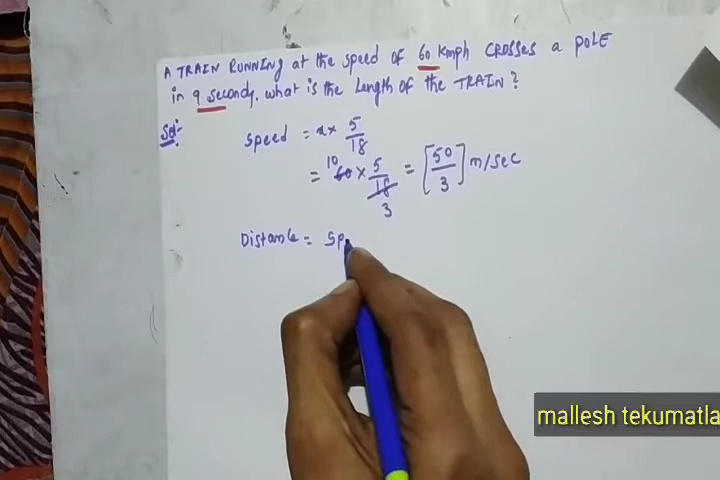 A TRAIN RUNNING at the speed of 60 Kmph CROSSES a POLE
in 9 seconds. what is the Length of the TRAIN?
Sol:-
speed = x × 5/18
= 10 60 × 5/18 3 = [50/3] m/sec
Distance = Sp
mallesh tekumatla